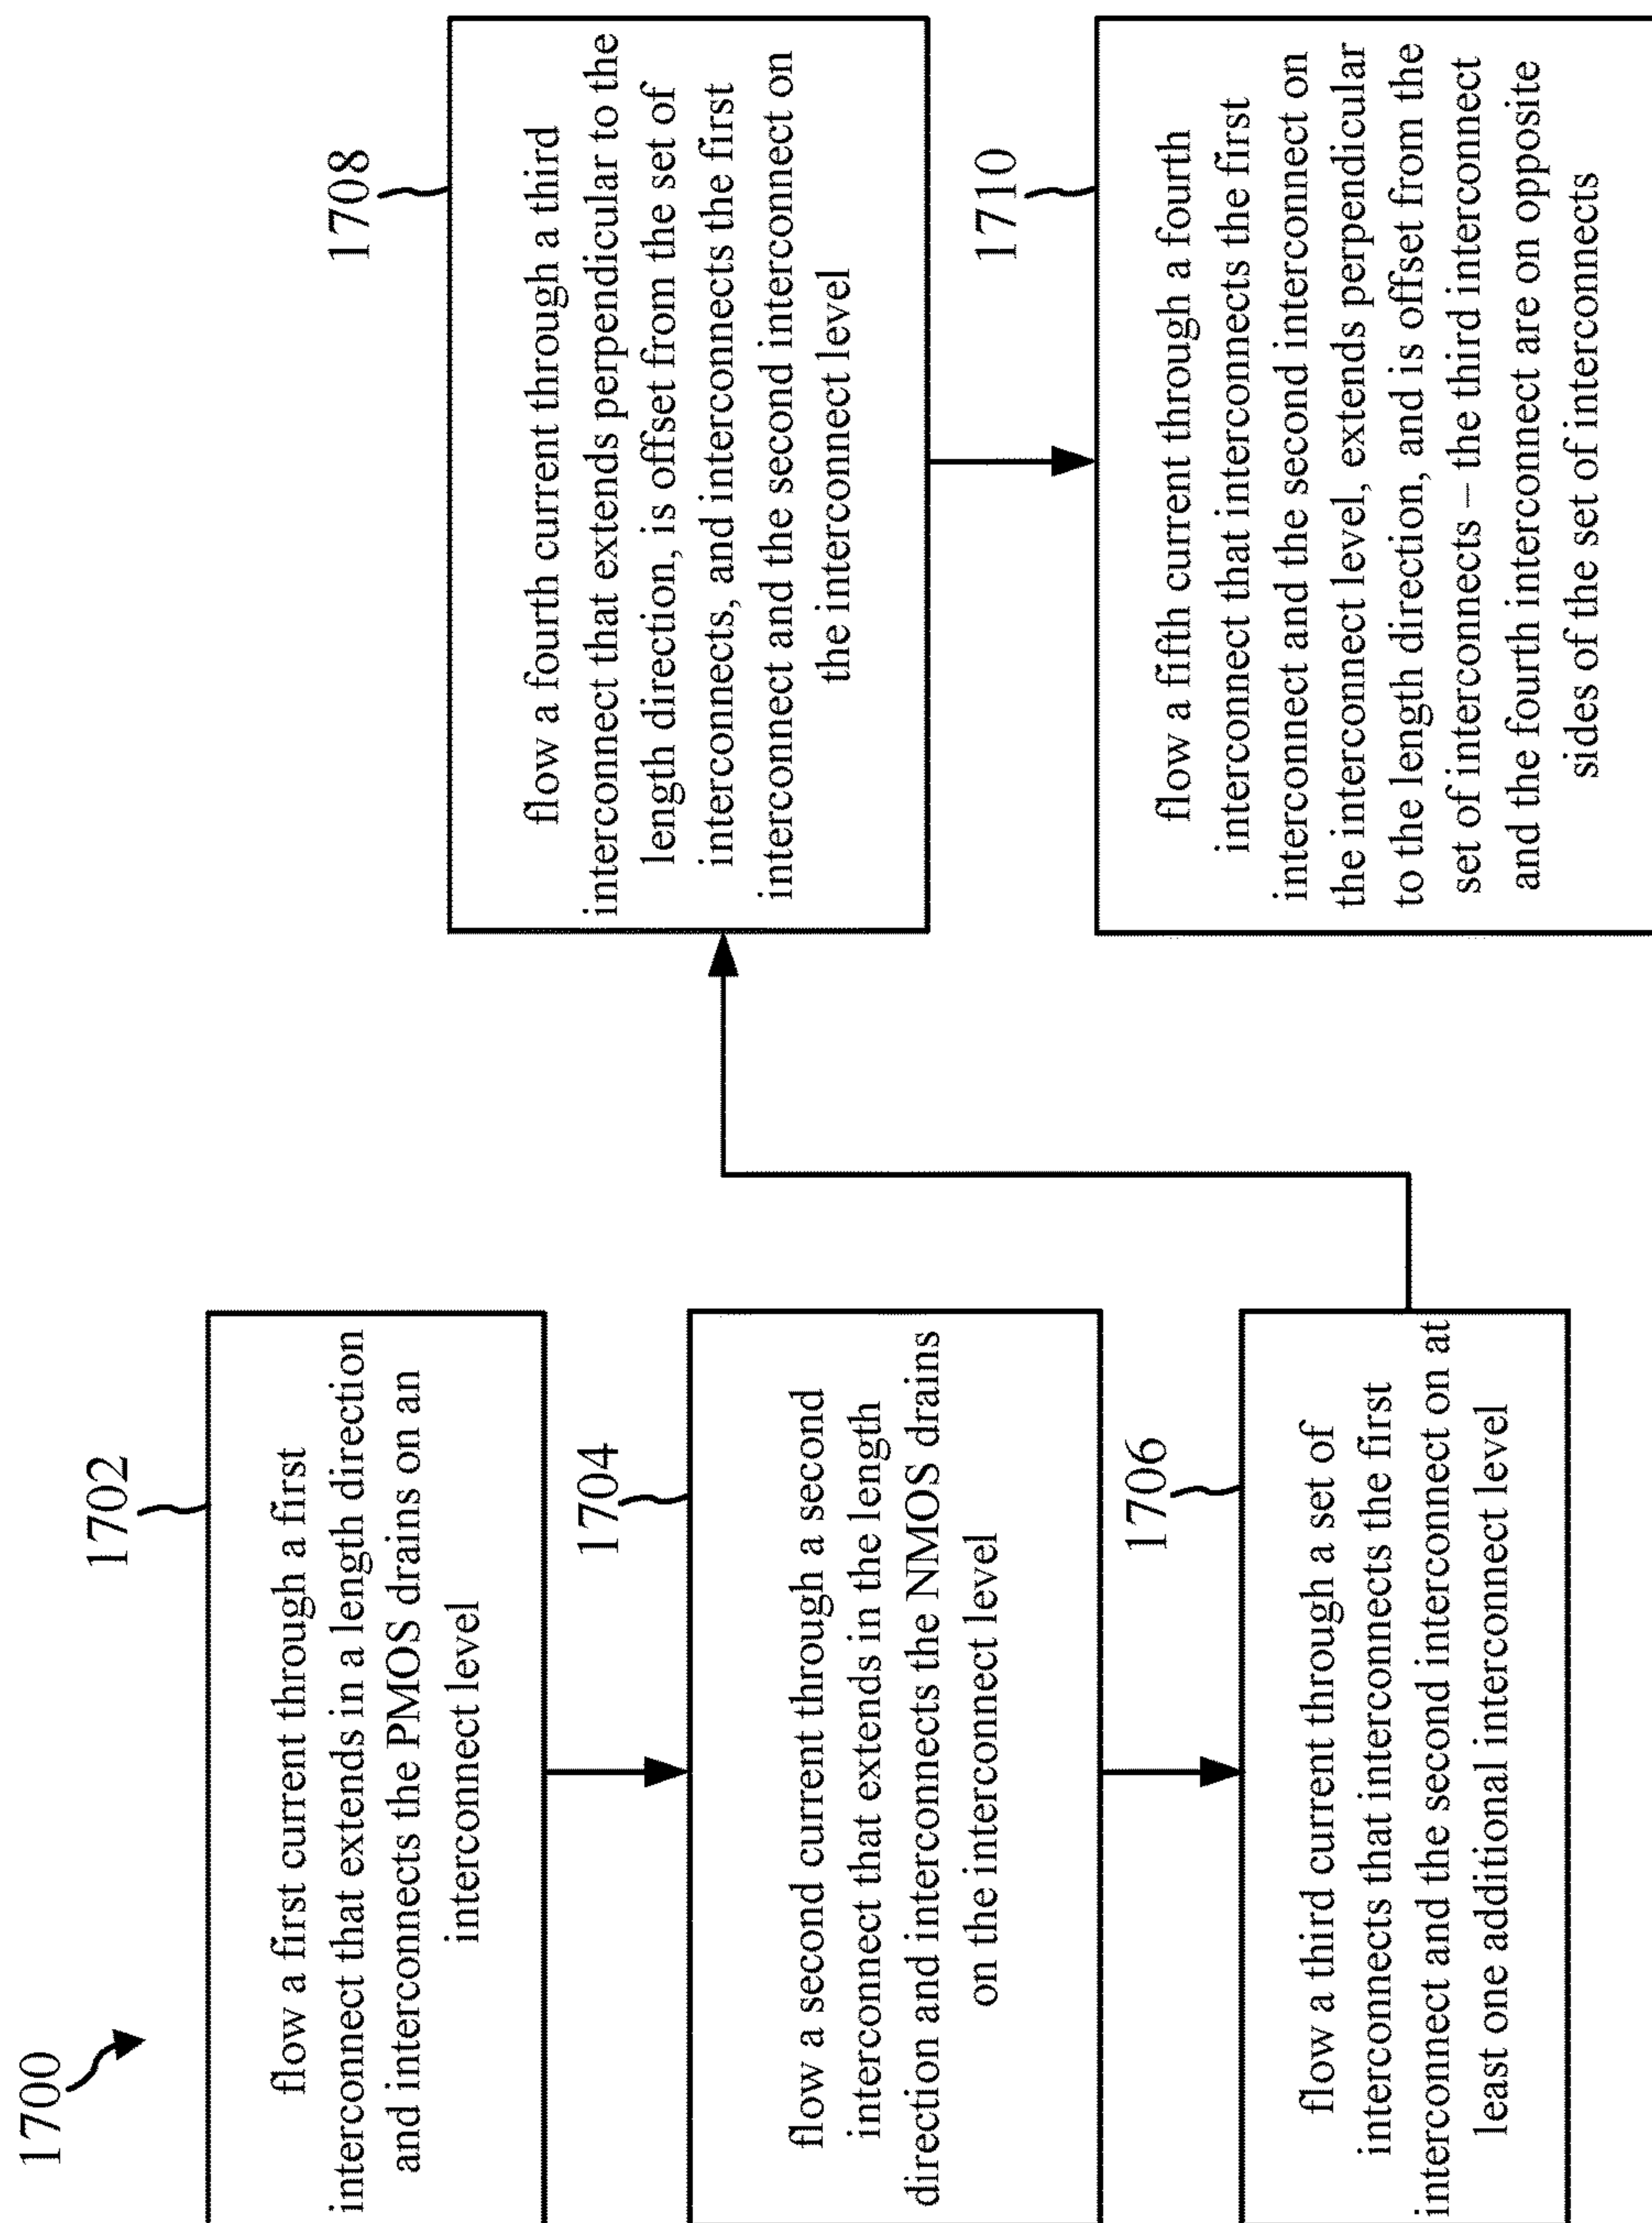 1700
1702
flow a first current through a first
interconnect that extends in a length direction
and interconnects the PMOS drains on an
interconnect level
1704
flow a second current through a second
interconnect that extends in the length
direction and interconnects the NMOS drains
on the interconnect level
1706
flow a third current through a set of
interconnects that interconnects the first
interconnect and the second interconnect on at
least one additional interconnect level
1708
flow a fourth current through a third
interconnect that extends perpendicular to the
length direction, is offset from the set of
interconnects, and interconnects the first
interconnect and the second interconnect on
the interconnect level
1710
flow a fifth current through a fourth
interconnect that interconnects the first
interconnect and the second interconnect on
the interconnect level, extends perpendicular
to the length direction, and is offset from the
set of interconnects – the third interconnect
and the fourth interconnect are on opposite
sides of the set of interconnects